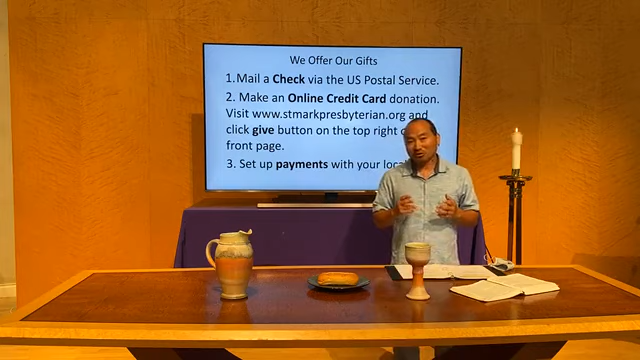 We Offer Our Gifts
1. Mail a Check via the US Postal Service.
2. Make an Online Credit Card donation.
Visit www.stmarkpresbyterian.org and
click give button on the top right
front page.
3. Set up payments with your